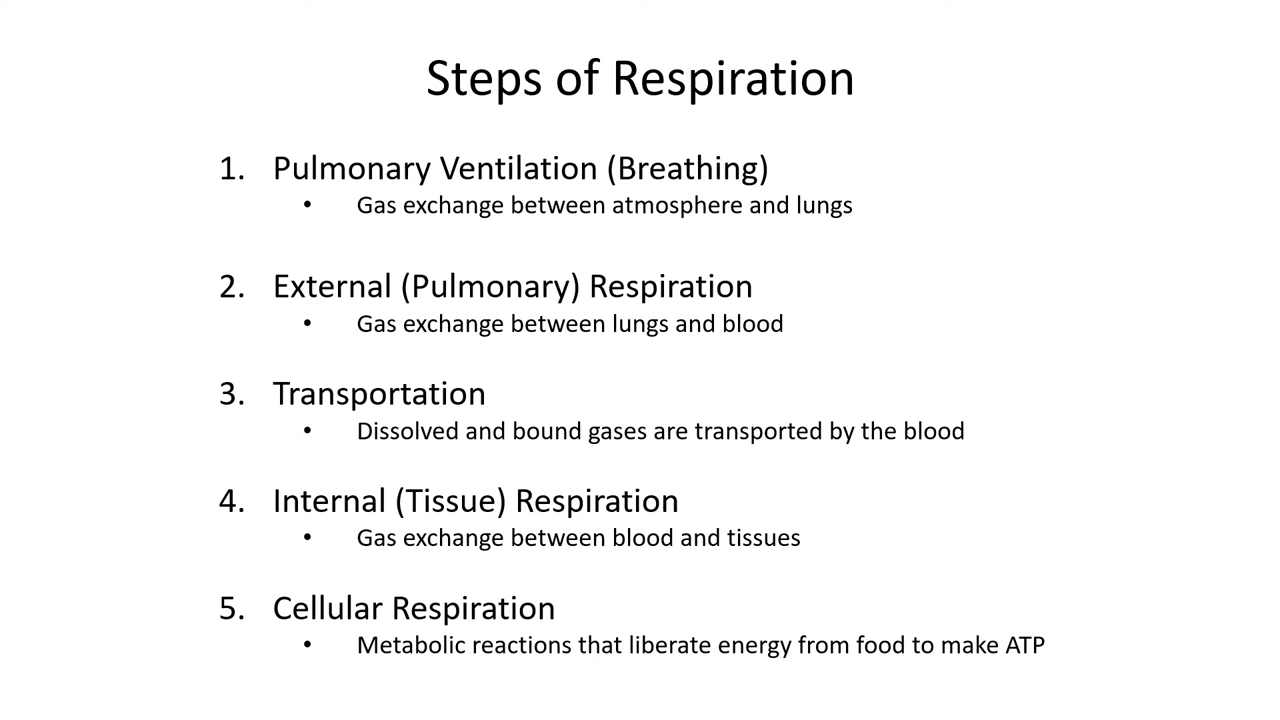 Steps of Respiration
1. Pulmonary Ventilation (Breathing)
• Gas exchange between atmosphere and lungs
2. External (Pulmonary) Respiration
• Gas exchange between lungs and blood
3. Transportation
• Dissolved and bound gases are transported by the blood
4. Internal (Tissue) Respiration
• Gas exchange between blood and tissues
5. Cellular Respiration
• Metabolic reactions that liberate energy from food to make ATP